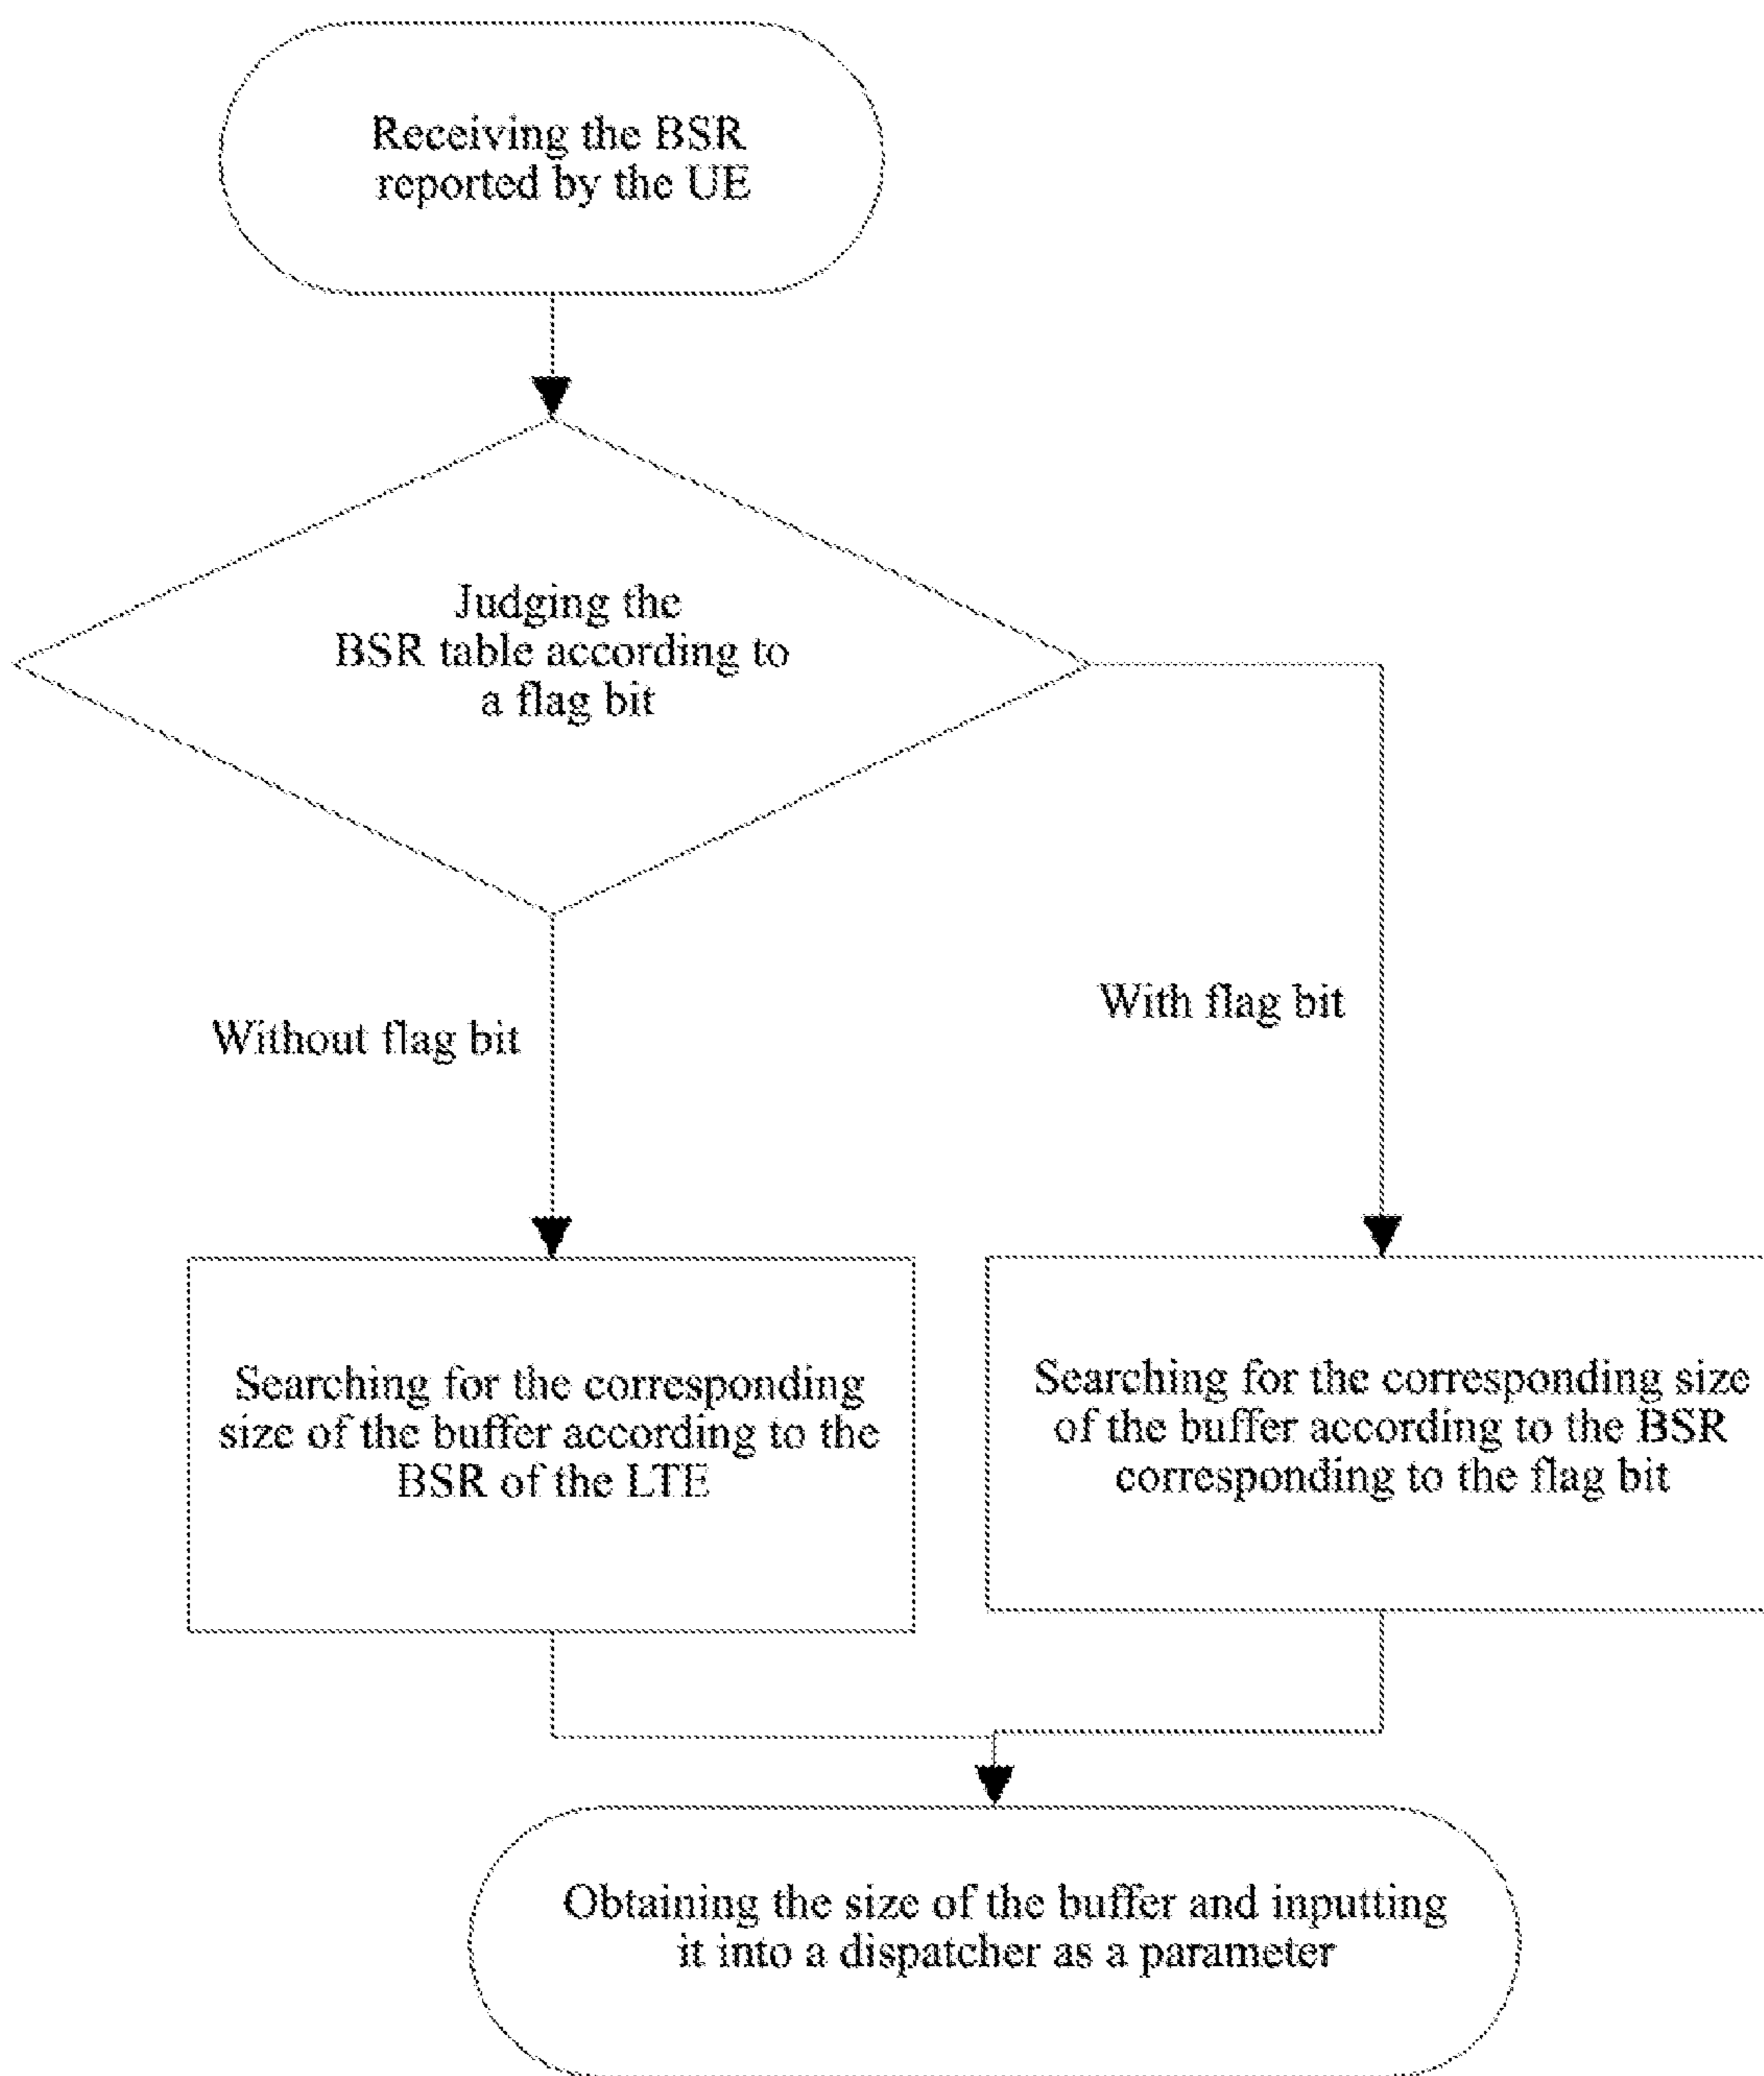 Receiving the BSR
reported by the UE
Judging the
BSR table according to
a flag bit
Without flag bit
With flag bit
Searching for the corresponding
size of the buffer according to the
BSR of the LTE
Searching for the corresponding size
of the buffer according to the BSR
corresponding to the flag bit
Obtaining the size of the buffer and inputting
it into a dispatcher as a parameter